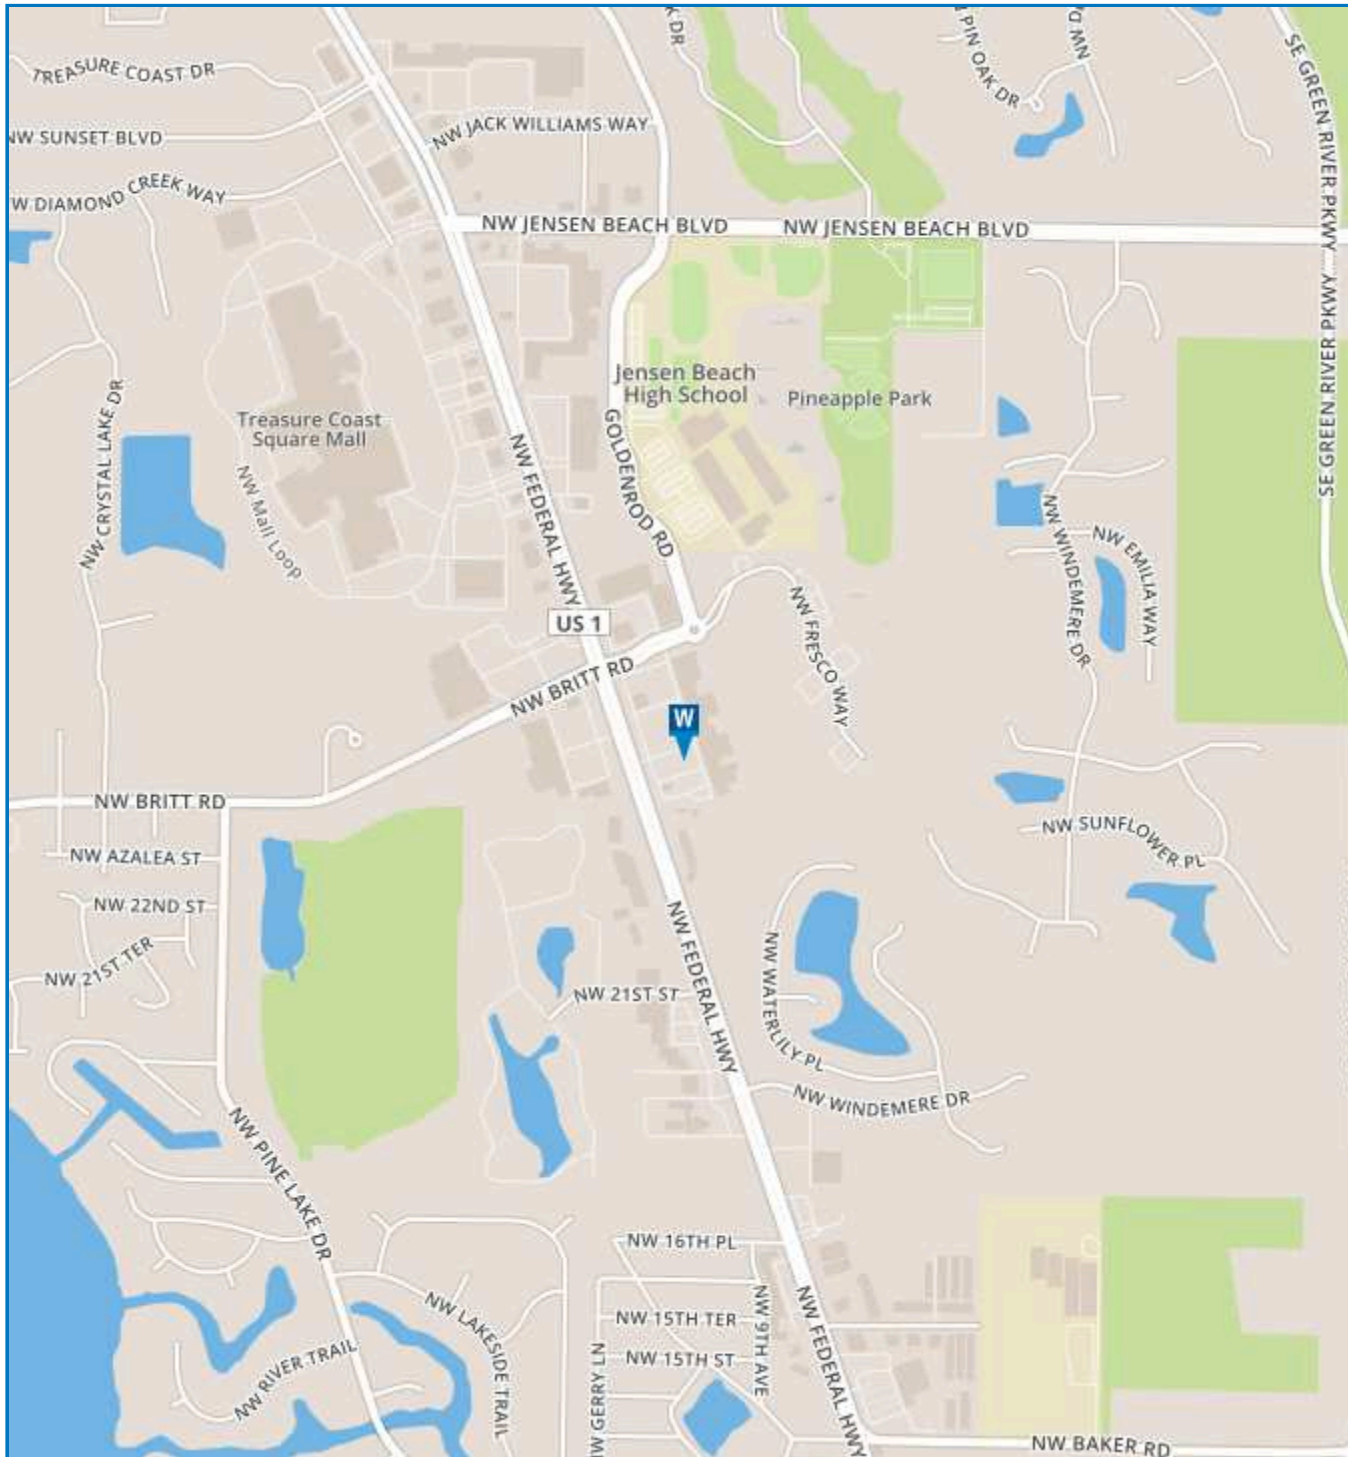 K DR
PIN OAK DR
NW D
SE GREEN RIVER PKWY
TREASURE COAST DR
NW SUNSET BLVD
NW JACK WILLIAMS WAY
W DIAMOND CREEK WAY
NW JENSEN BEACH BLVD
NW JENSEN BEACH BLVD
SE GREEN RIVER PKWY
Jensen Beach
High School
Pineapple Park
Treasure Coast
Square Mall
NW CRYSTAL LAKE DR
NW Mall Loop
NW FEDERAL HWY
GOLDENROD RD
NW WINDEMERE DR
NW EMILIA WAY
US 1
NW FRESCO WAY
NW BRITT RD
W
NW BRITT RD
NW SUNFLOWER PL
NW AZALEA ST
NW 22ND ST
NW 21ST TER
NW FEDERAL HWY
NW WATERLILY PL
NW 21ST ST
NW WINDEMERE DR
NW PINE LAKE DR
NW 16TH PL
NW LAKESIDE TRAIL
NW 15TH TER
NW 9TH AVE
NW FEDERAL HWY
NW RIVER TRAIL
NW 15TH ST
NW GERRY LN
NW BAKER RD